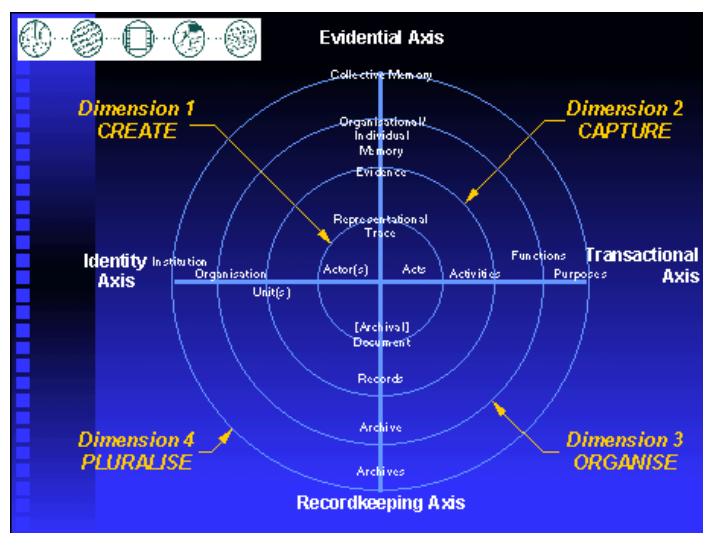 Evidential Axis
Collective Memory
Dimension 1
CREATE
Dimension 2
CAPTURE
Organisational/
Individual
Memory
Evidence
Representational
Trace
Identity
Axis
Institution
Organisation
Unit(s)
Actor(s)
Acts
Activities
Functions
Purposes
Transactional
Axis
[Archival]
Document
Records
Archive
Archives
Dimension 4
PLURALISE
Dimension 3
ORGANISE
Recordkeeping Axis